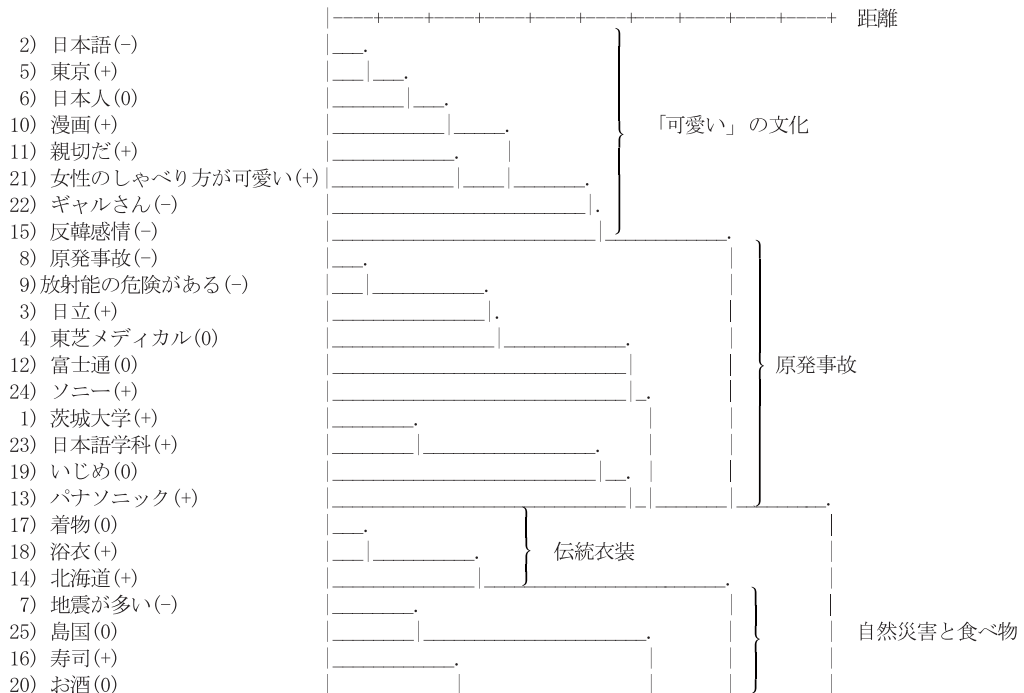 距離
2) 日本語(-)
5) 東京(+)
6) 日本人(0)
10) 漫画(+)
「可愛い」の文化
11) 親切だ(+)
21) 女性のしゃべり方が可愛い(+)
22) ギャルさん(-)
15) 反韓感情(-)
8) 原発事故(-)
9)放射能の危険がある(-)
3) 日立(+)
4) 東芝メディカル(0)
12) 富士通(0)
原発事故
24) ソニー(+)
1) 茨城大学(+)
23) 日本語学科(+)
19) いじめ(0)
13) パナソニック(+)
17) 着物(0)
18) 浴衣(+)
伝統衣装
14) 北海道(+)
7) 地震が多い(-)
25) 島国(0)
自然災害と食べ物
16) 寿司(+)
20) お酒(0)